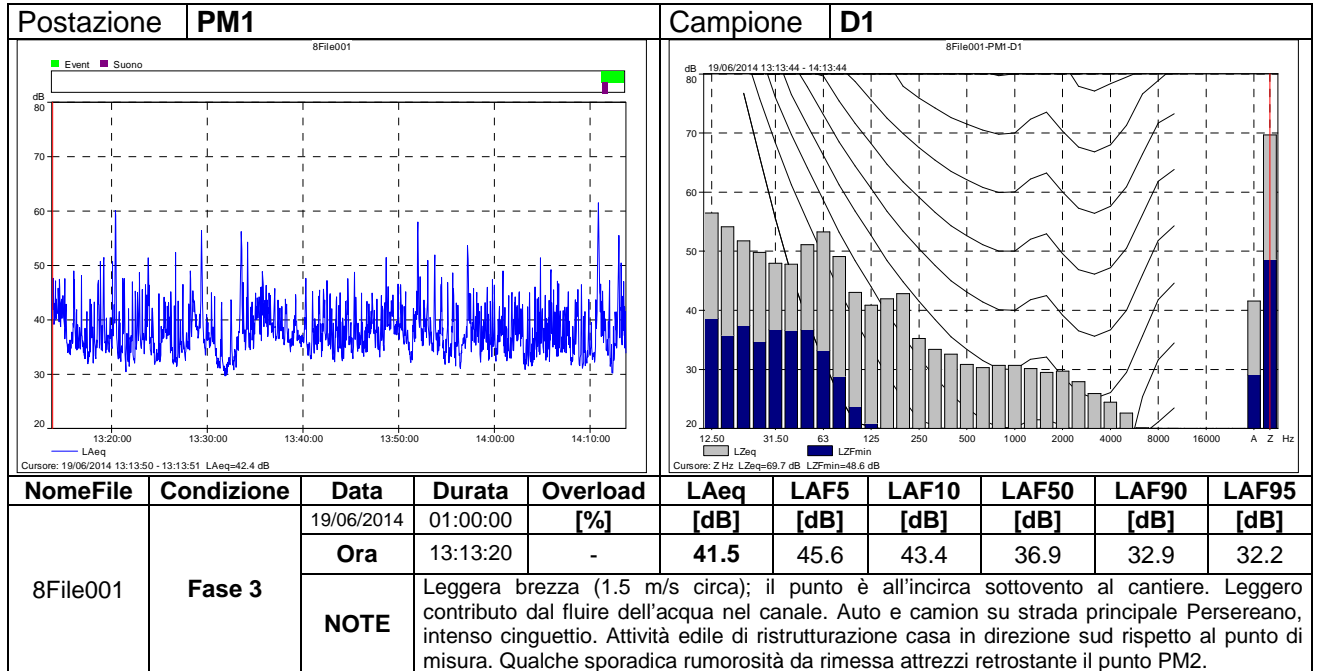 Postazione PM1 Campione D1
8File001
Event Suono
dB
80
70
60
50
40
30
20
13:20:00 13:30:00 13:40:00 13:50:00 14:00:00 14:10:00
LAeq
Cursore: 19/06/2014 13:13:50 - 13:13:51 LAeq=42.4 dB
8File001-PM1-D1
dB 19/06/2014 13:13:44 - 14:13:44
80
70
60
50
40
30
20
12.50 31.50 63 125 250 500 1000 2000 4000 8000 16000 A Z Hz
LZeq LZFmin
Cursore: Z Hz LZeq=69.7 dB LZFmin=48.6 dB
NomeFile Condizione Data Durata Overload LAeq LAF5 LAF10 LAF50 LAF90 LAF95
19/06/2014 01:00:00 [%] [dB] [dB] [dB] [dB] [dB] [dB]
Ora 13:13:20 - 41.5 45.6 43.4 36.9 32.9 32.2
8File001 Fase 3
NOTE
Leggera brezza (1.5 m/s circa); il punto è all'incirca sottovento al cantiere. Leggero
contributo dal fluire dell'acqua nel canale. Auto e camion su strada principale Persereano,
intenso cinguettio. Attività edile di ristrutturazione casa in direzione sud rispetto al punto di
misura. Qualche sporadica rumorosità da rimessa attrezzi retrostante il punto PM2.